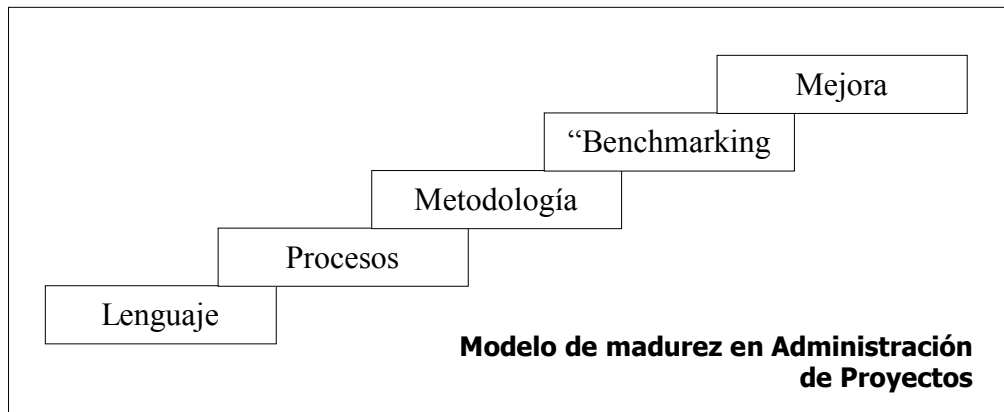 Mejora
“Benchmarking
Metodología
Procesos
Lenguaje
Modelo de madurez en Administración
de Proyectos